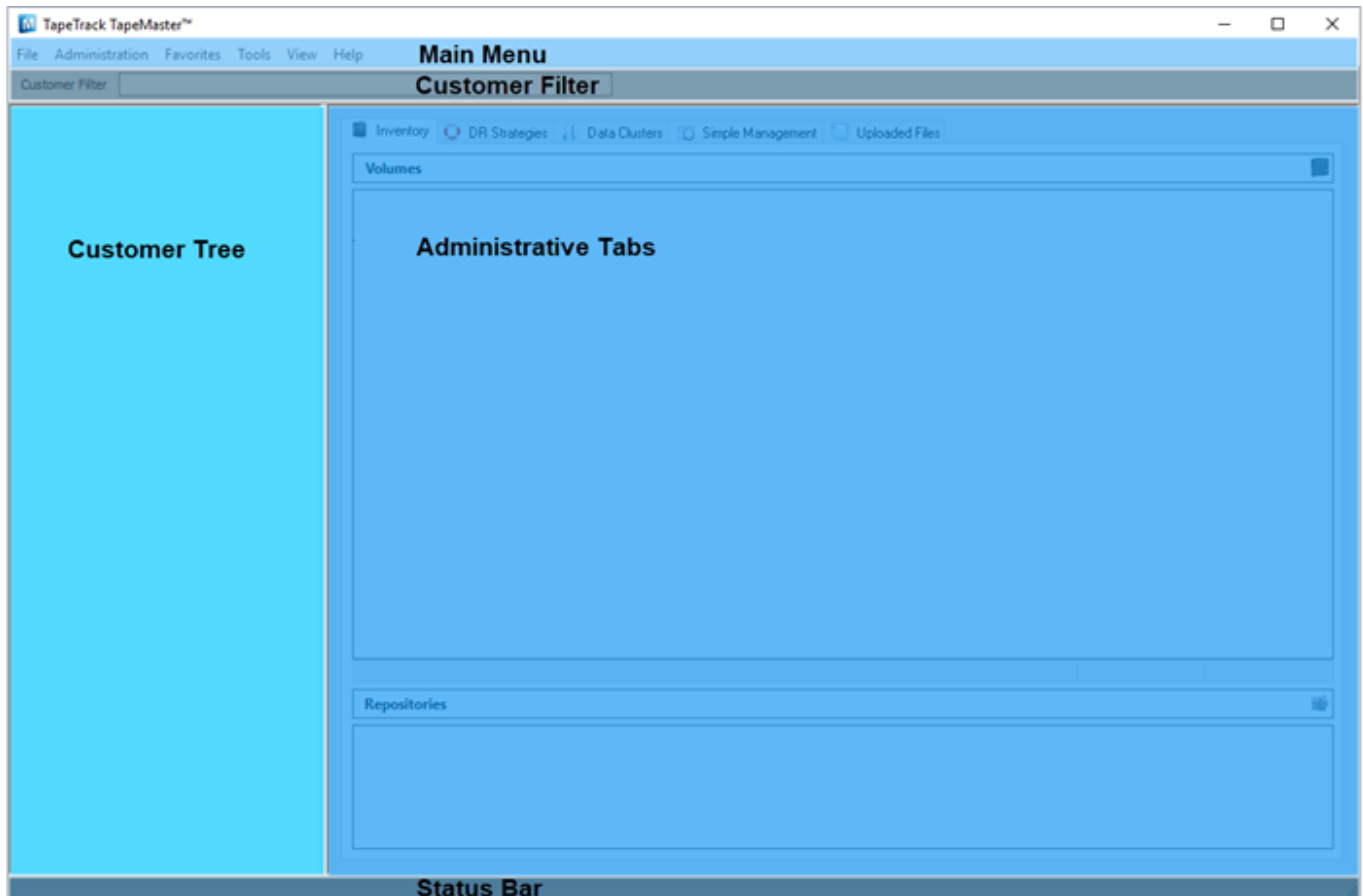 TapeTrack TapeMaster™
File Administration Favorites Tools View Help Main Menu
Customer Filter Customer Filter
Inventory DR Strategies Data Clusters Simple Management Uploaded Files
Volumes
Customer Tree Administrative Tabs
Repositories
Status Bar